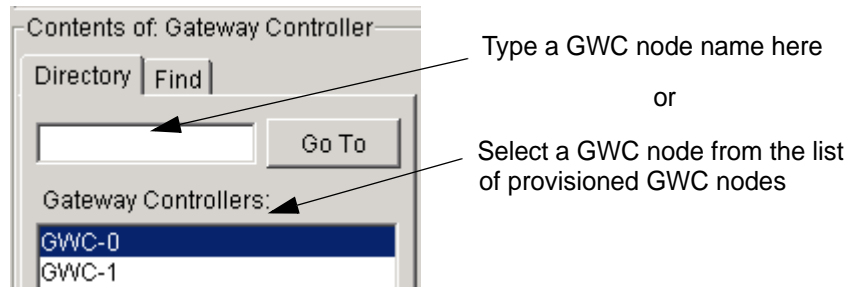 Contents of: Gateway Controller
Type a GWC node name here
Directory
Find
or
Go To
Select a GWC node from the list
of provisioned GWC nodes
Gateway Controllers:
GWC-0
GWC-1